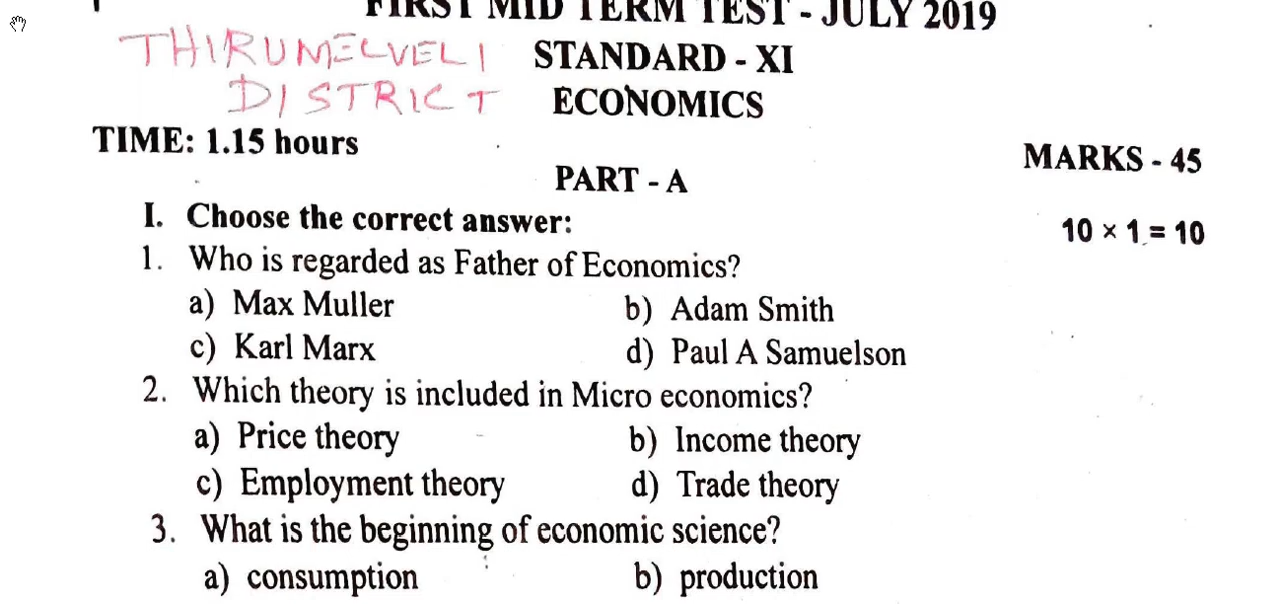 FIRST MID TERM TEST - JULY 2019
THIRUNELVELI STANDARD - XI
DISTRICT ECONOMICS
TIME: 1.15 hours
MARKS - 45
PART - A
I. Choose the correct answer: 10 × 1 = 10
1. Who is regarded as Father of Economics?
a) Max Muller b) Adam Smith
c) Karl Marx d) Paul A Samuelson
2. Which theory is included in Micro economics?
a) Price theory b) Income theory
c) Employment theory d) Trade theory
3. What is the beginning of economic science?
a) consumption b) production